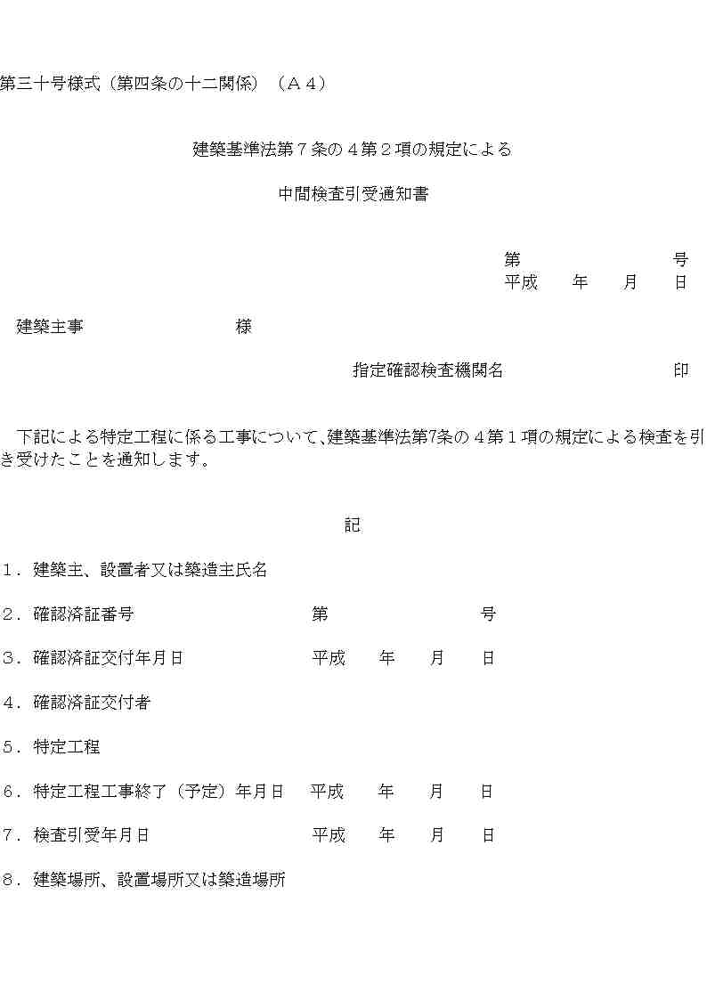 第三十号様式（第四条の十二関係）（Ａ４）
建築基準法第７条の４第２項の規定による
中間検査引受通知書
第　　　　　　　　　号
平成　　年　　月　　日
建築主事　　　　　　　　　様
指定確認検査機関名　　　　　　　　　　印
下記による特定工程に係る工事について、建築基準法第7条の４第１項の規定による検査を引
き受けたことを通知します。
記
１．建築主、設置者又は築造主氏名
２．確認済証番号　　　　　　　　　　第　　　　　　　　　号
３．確認済証交付年月日　　　　　　　平成　　年　　月　　日
４．確認済証交付者
５．特定工程
６．特定工程工事終了（予定）年月日　平成　　年　　月　　日
７．検査引受年月日　　　　　　　　　平成　　年　　月　　日
８．建築場所、設置場所又は築造場所